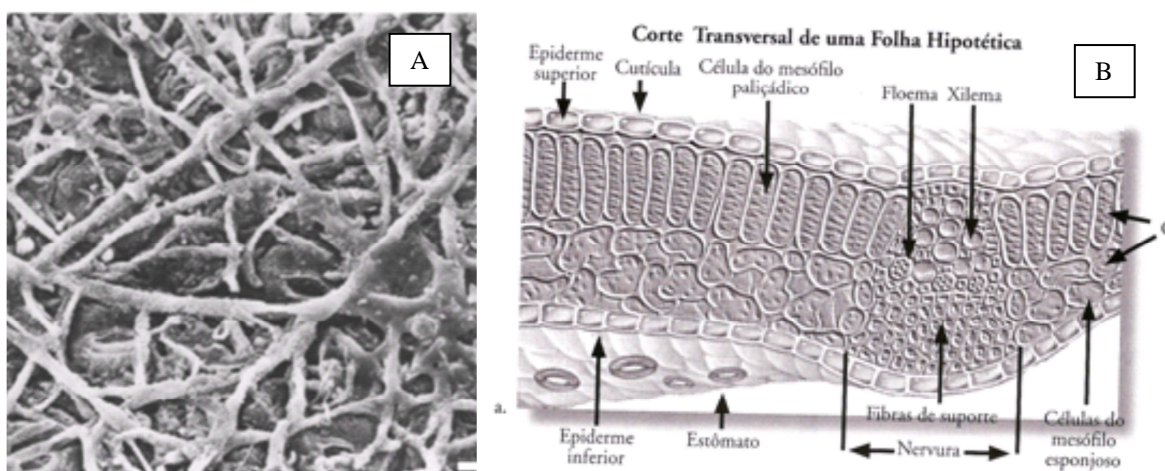 A
Corte Transversal de uma Folha Hipotética
B
Epiderme
superior
Cutícula
Célula do mesófilo
paliçádico
Floema
Xilema
a.
Epiderme
inferior
Estômato
Fibras de suporte
Nervura
Células do
mesófilo
esponjoso